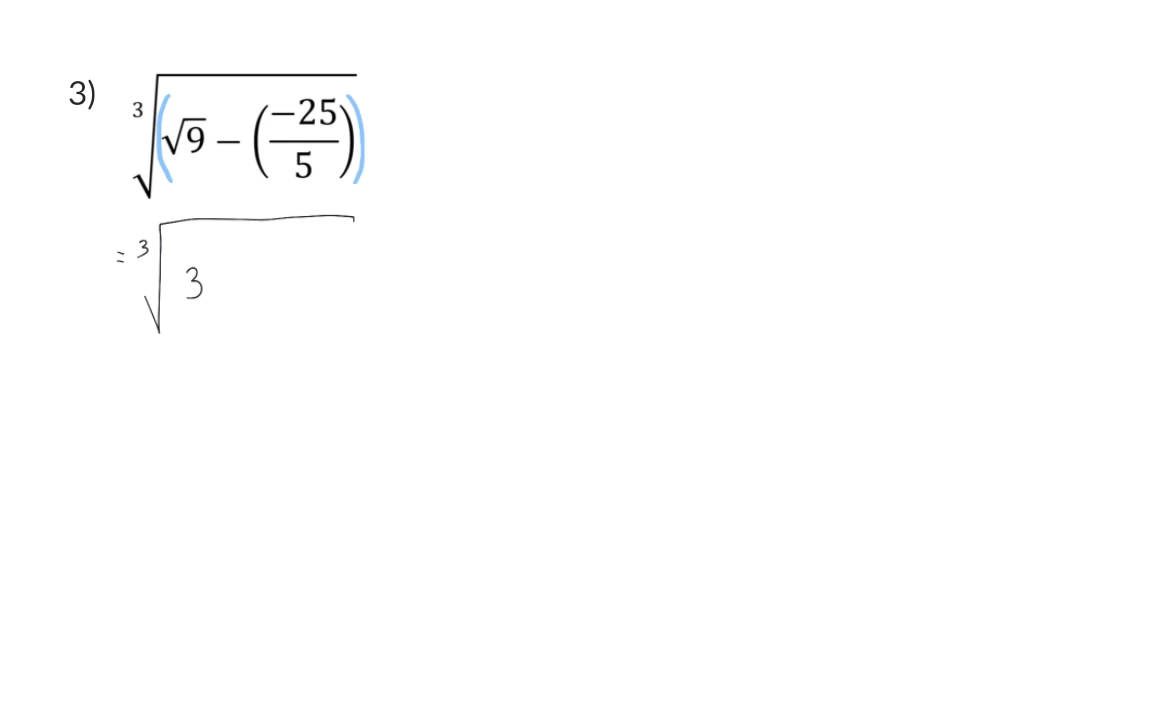 3) ∛((√9 − (−25/5)))
= ∛3